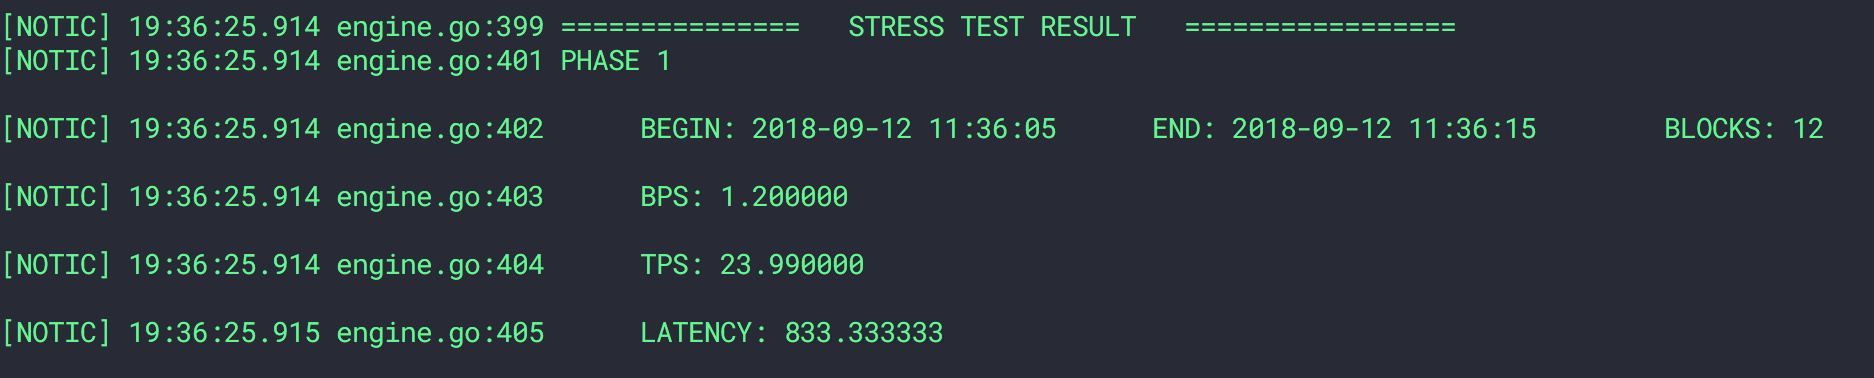 [NOTIC] 19:36:25.914 engine.go:399 ===============   STRESS TEST RESULT   =================
[NOTIC] 19:36:25.914 engine.go:401 PHASE 1
[NOTIC] 19:36:25.914 engine.go:402      BEGIN: 2018-09-12 11:36:05      END: 2018-09-12 11:36:15        BLOCKS: 12
[NOTIC] 19:36:25.914 engine.go:403      BPS: 1.200000
[NOTIC] 19:36:25.914 engine.go:404      TPS: 23.990000
[NOTIC] 19:36:25.915 engine.go:405      LATENCY: 833.333333